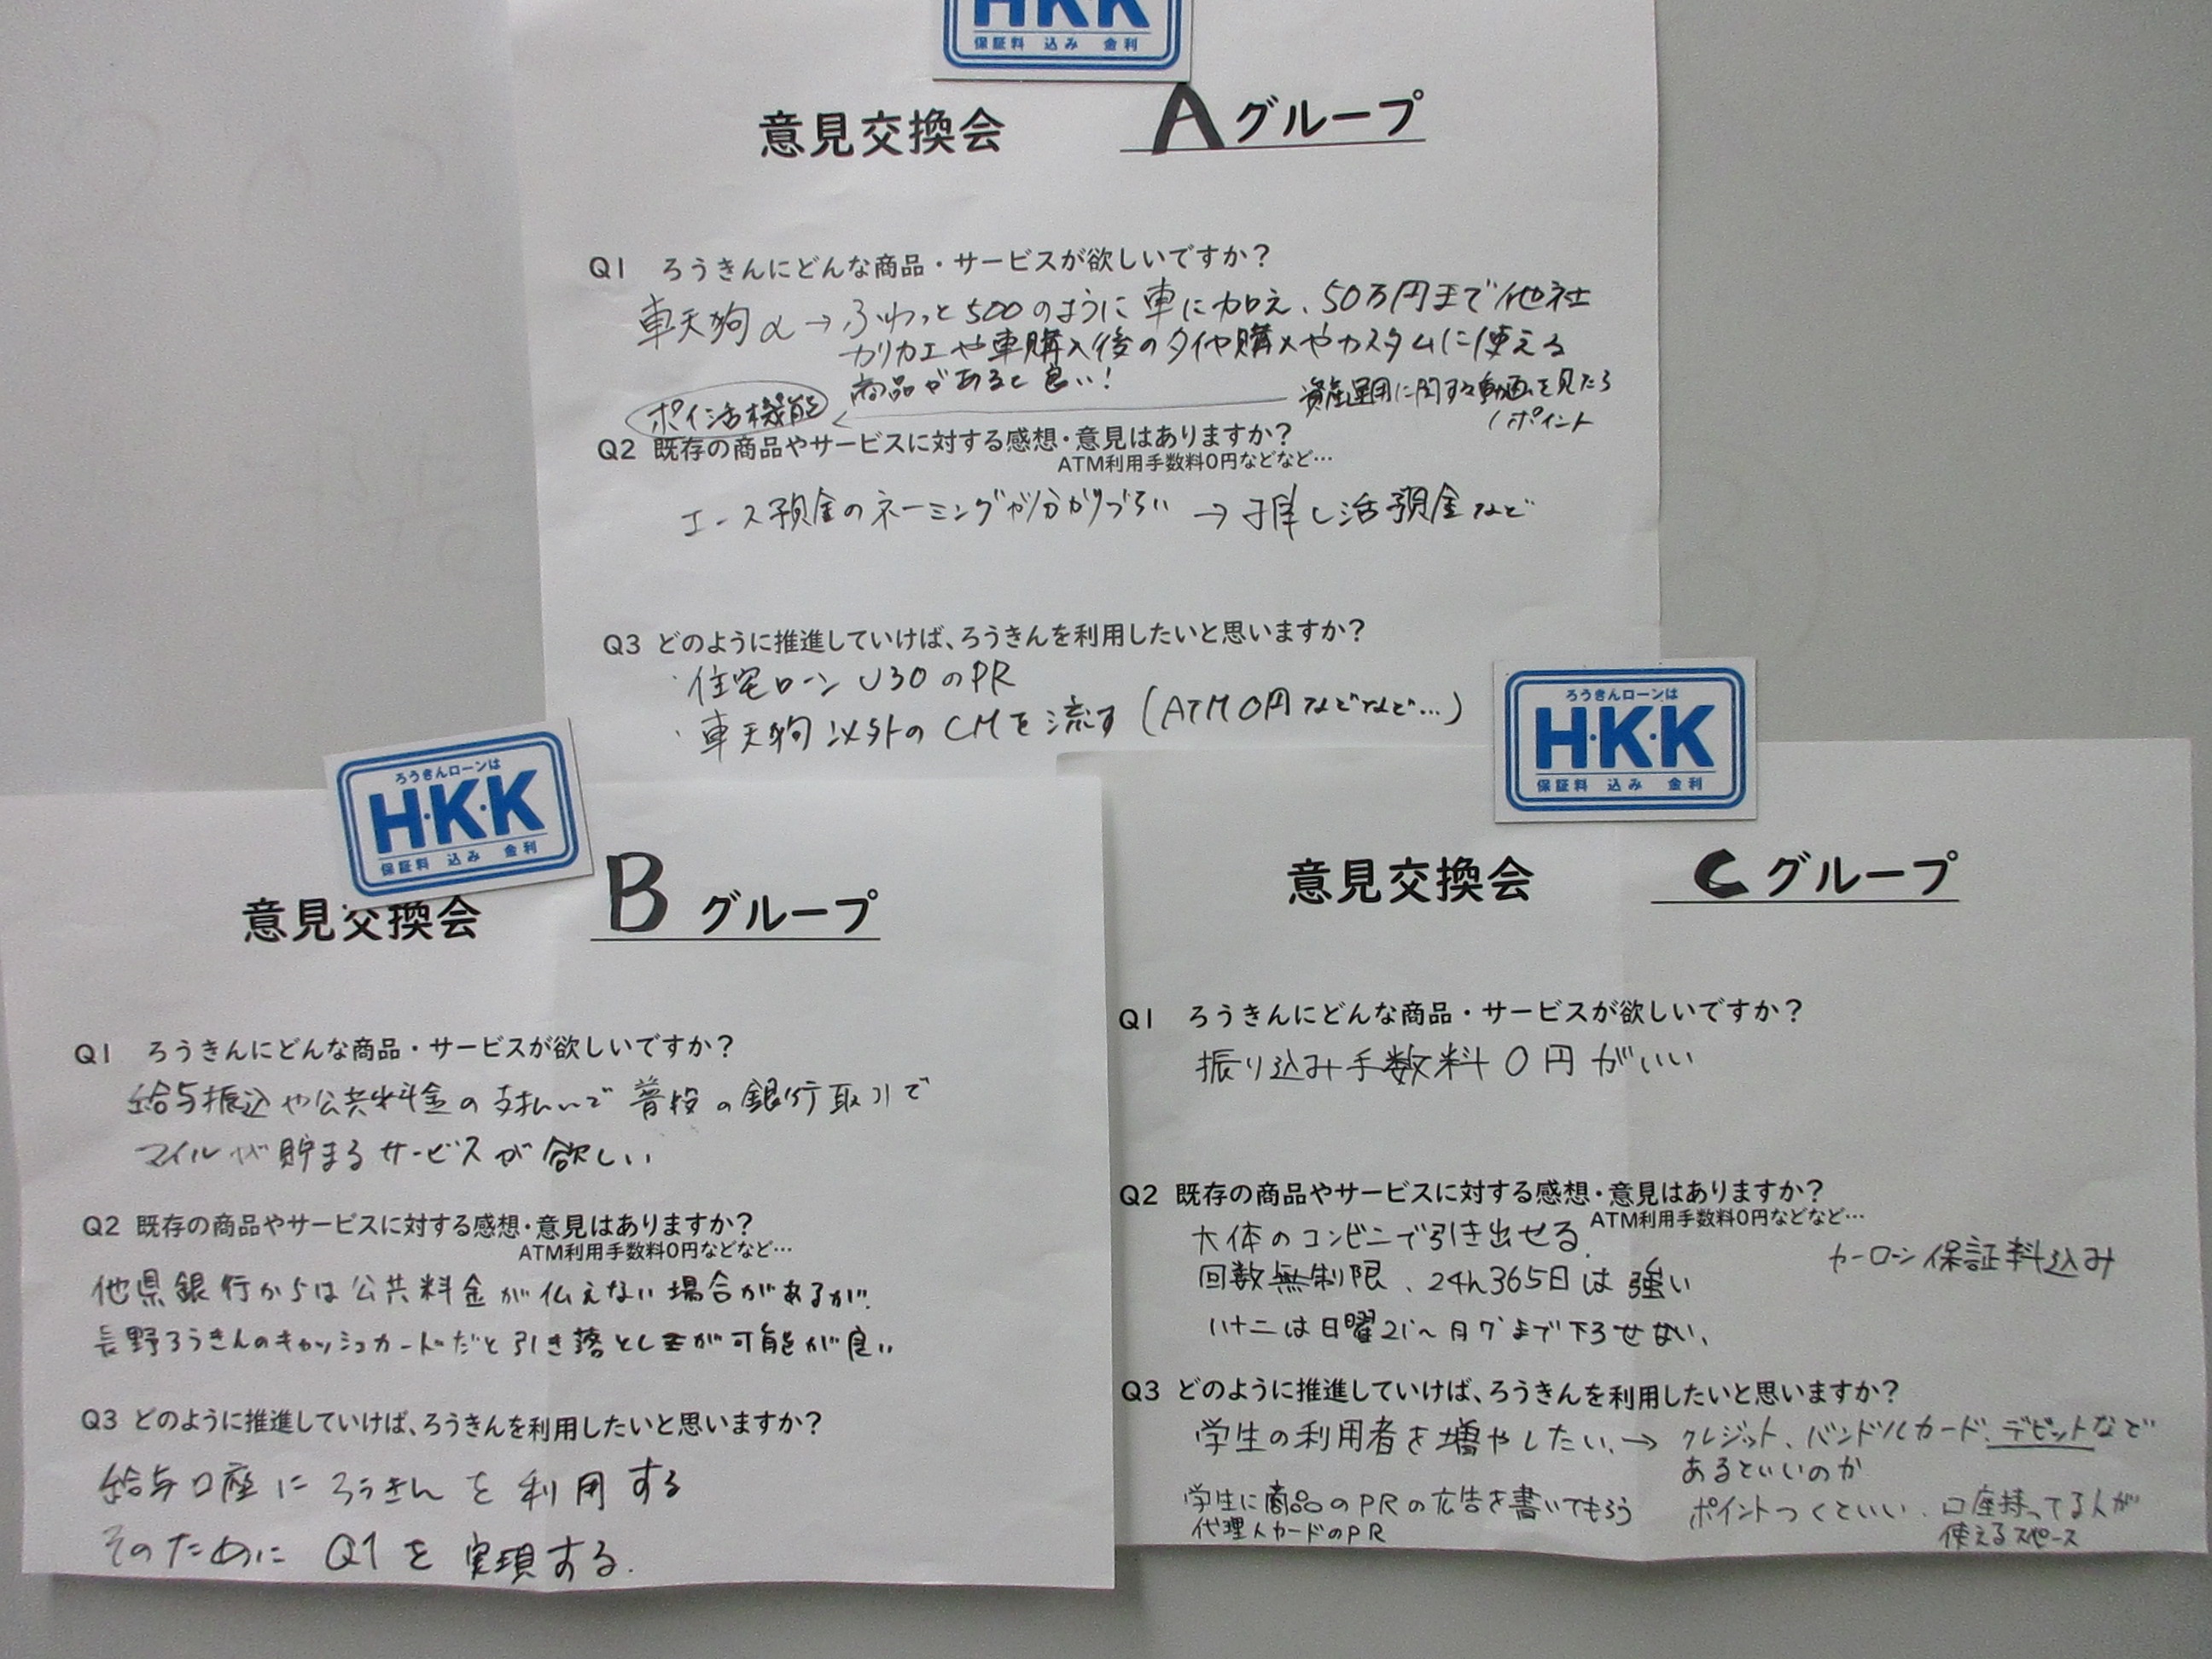 HKK
保証料 込み 金利
意見交換会 Aグループ
Q1 ろうきんにどんな商品・サービスが欲しいですか?
車天狗α→ふわっと500のように車に加え、50万円まで他社
カリカエや車購入後のタイヤ購入やカスタムに使える
商品があると良い!
ポイ活機能
資産運用に関する動画を見たら
1ポイント
Q2 既存の商品やサービスに対する感想・意見はありますか?
ATM利用手数料0円などなど…
エース預金のネーミングが分かりづらい → 推し活預金など
Q3 どのように推進していけば、ろうきんを利用したいと思いますか?
・住宅ローン U30のPR
・車天狗以外のCMを流す(ATM0円などなど…)
ろうきんローンは
H・K・K
保証料 込み 金利
意見交換会 Bグループ
Q1 ろうきんにどんな商品・サービスが欲しいですか?
給与振込や公共料金の支払いで普段の銀行取引で
マイルが貯まるサービスが欲しい
Q2 既存の商品やサービスに対する感想・意見はありますか?
ATM利用手数料0円などなど…
他県銀行からは公共料金が仏えない場合があるが、
長野ろうきんのキャッシュカードだと引き落としが可能が良い
Q3 どのように推進していけば、ろうきんを利用したいと思いますか?
給与口座にろうきんを利用する
そのためにQ1を実現する.
ろうきんローンは
H・K・K
保証料 込み 金利
意見交換会 Cグループ
Q1 ろうきんにどんな商品・サービスが欲しいですか?
振り込み手数料0円がいい
Q2 既存の商品やサービスに対する感想・意見はありますか?
ATM利用手数料0円などなど…
大体のコンビニで引き出せる.
回数無制限、24h365日は強い
カーローン保証料込み
八十二は日曜21'〜月7'まで下ろせない、
Q3 どのように推進していけば、ろうきんを利用したいと思いますか?
学生の利用者を増やしたい、→ クレジット、バンドルカード、デビットなど
あるといいのか
学生に商品のPRの広告を書いてもらう
代理人カードのPR
ポイントつくといい、口座持ってる人が
使えるスペース